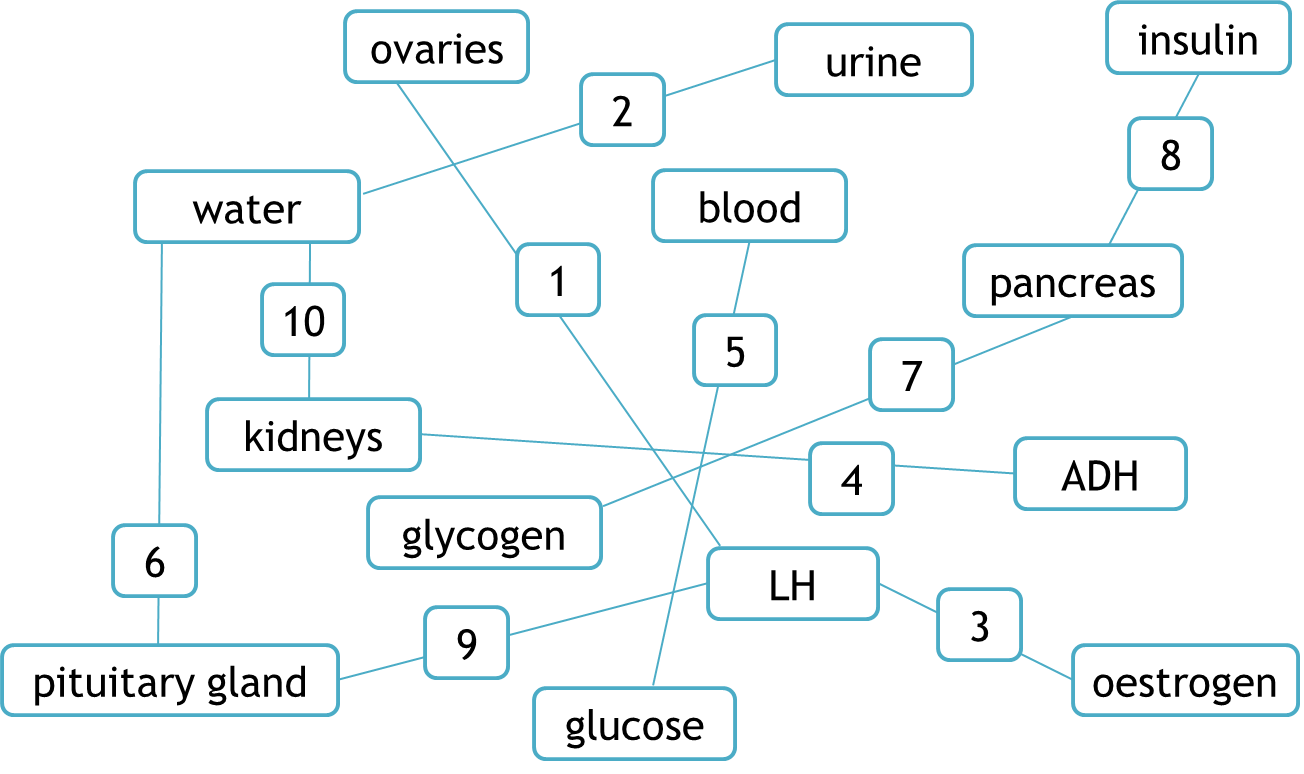 ovaries
urine
insulin
2
8
water
blood
1
pancreas
10
5
7
kidneys
4
ADH
glycogen
6
LH
9
3
pituitary gland
oestrogen
glucose